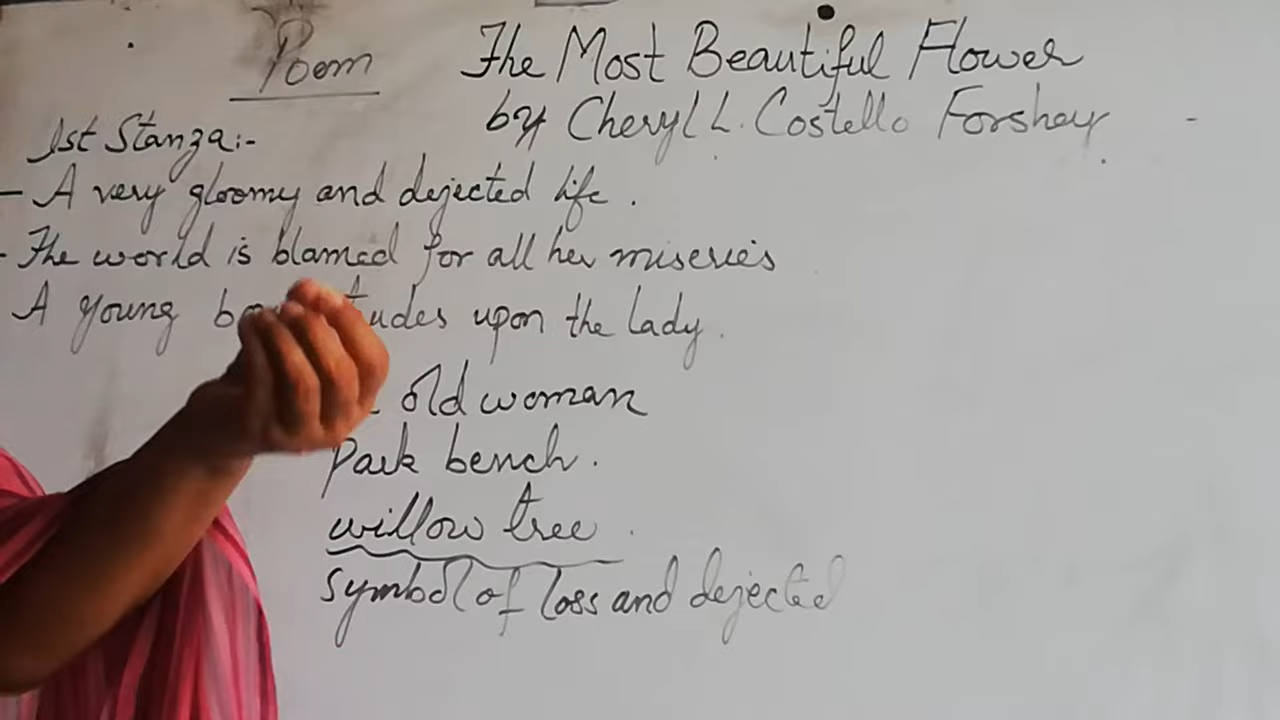 Poem The Most Beautiful Flower
by Cheryl L. Costello Forshey -
1st Stanza:-
- A very gloomy and dejected life.
- The world is blamed for all her miseries
A young upon the lady.
old woman
Park bench.
willow tree.
symbol of loss and dejected